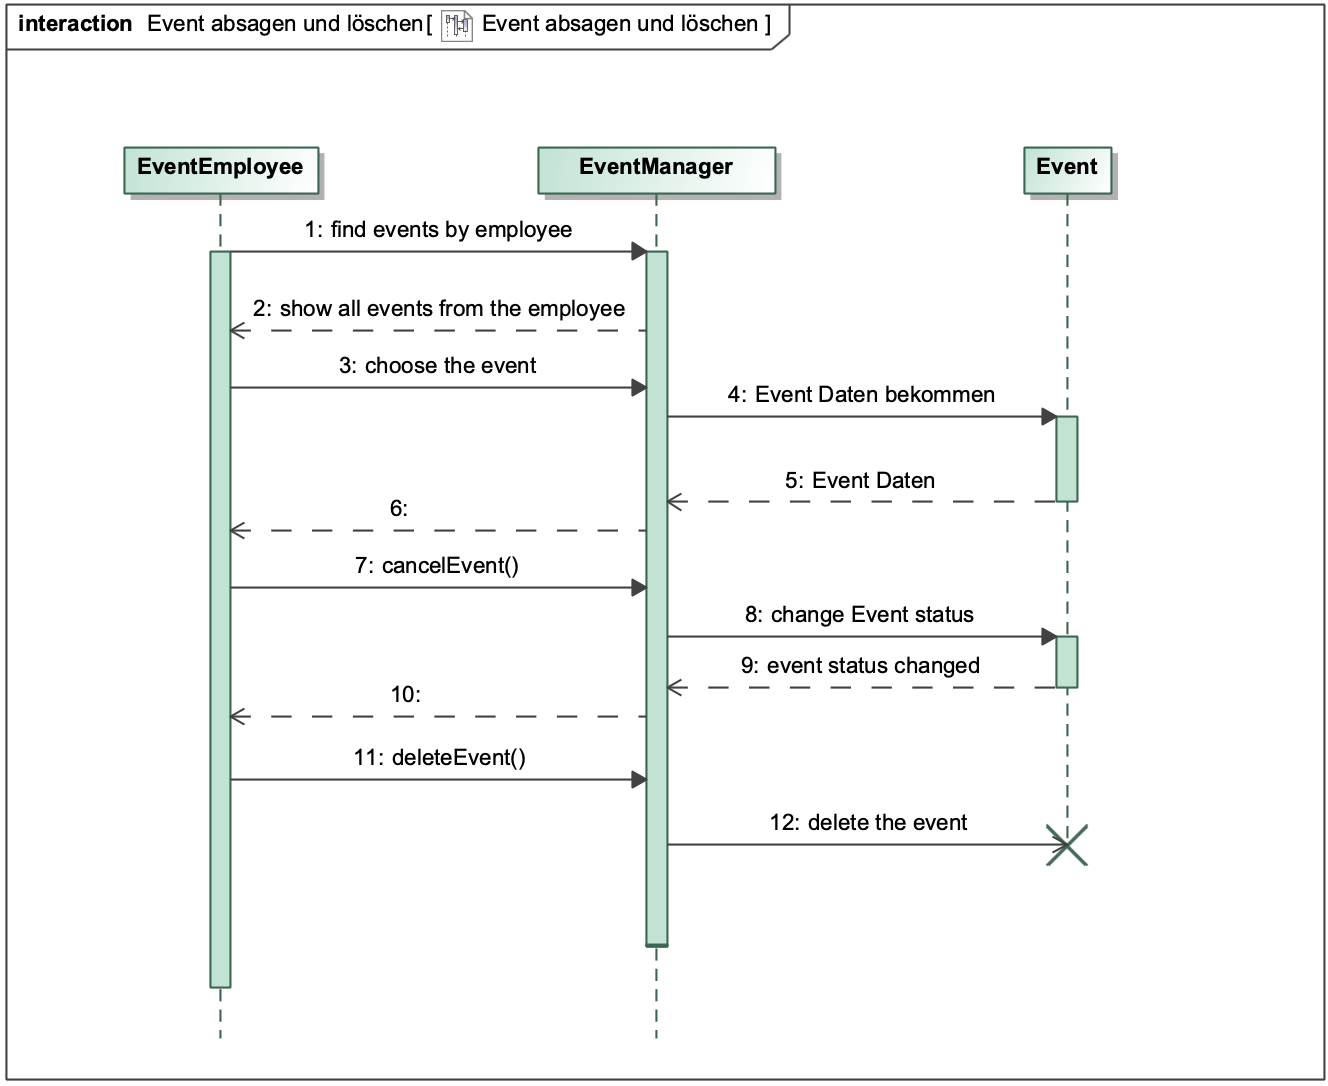 interaction Event absagen und löschen[ Event absagen und löschen ]
EventEmployee
EventManager
Event
1: find events by employee
2: show all events from the employee
3: choose the event
4: Event Daten bekommen
5: Event Daten
6:
7: cancelEvent()
8: change Event status
9: event status changed
10:
11: deleteEvent()
12: delete the event